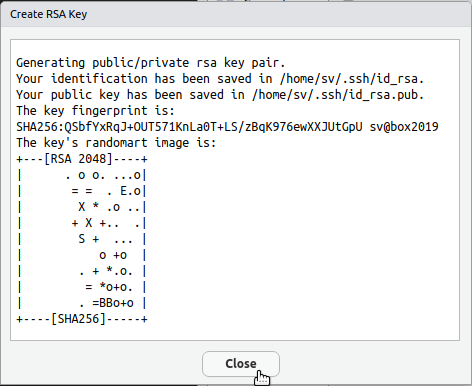 Create RSA Key
Generating public/private rsa key pair.
Your identification has been saved in /home/sv/.ssh/id_rsa.
Your public key has been saved in /home/sv/.ssh/id_rsa.pub.
The key fingerprint is:
SHA256:QSbfYxRqJ+OUT571KnLa0T+LS/zBqK976ewXXJUtGpU sv@box2019
The key's randomart image is:
+---[RSA 2048]----+
|      . o o. ...o|
|       = =  . E.o|
|        X * .o ..|
|       + X +..  .|
|        S +  ... |
|           o +o  |
|        . + *.o. |
|         = *o+o. |
|        . =BBo+o |
+----[SHA256]-----+
Close